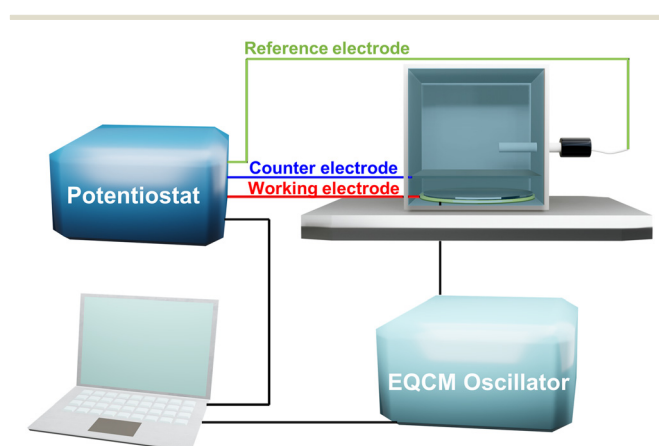 Reference electrode
Counter electrode
Working electrode
Potentiostat
EQCM Oscillator